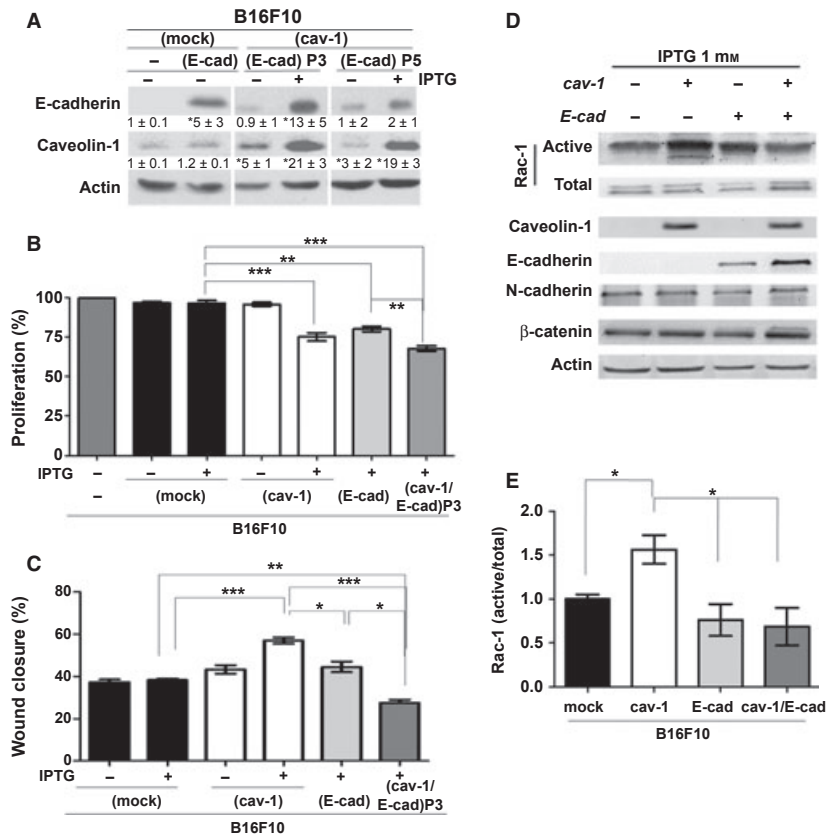 A
B16F10
(mock) (cav-1)
– (E-cad) (E-cad) P3 (E-cad) P5
– – – + – + IPTG
E-cadherin
1 ± 0.1 *5 ± 3 0.9 ± 1 *13 ± 5 1 ± 2 2 ± 1
Caveolin-1
1 ± 0.1 1.2 ± 0.1 *5 ± 1 *21 ± 3 *3 ± 2 *19 ± 3
Actin
B
***
**
***
**
100
75
50
25
0
Proliferation (%)
IPTG – – + – + + +
– (mock) (cav-1) (E-cad) (cav-1/
E-cad)P3
B16F10
C
**
***
***
*
*
80
60
40
20
0
Wound closure (%)
IPTG – + – + + +
(mock) (cav-1) (E-cad) (cav-1/
E-cad)P3
B16F10
D
IPTG 1 mM
cav-1 – + – +
E-cad – – + +
Rac-1
Active
Total
Caveolin-1
E-cadherin
N-cadherin
β-catenin
Actin
E
*
*
2.0
1.5
1.0
0.5
0.0
Rac-1 (active/total)
mock cav-1 E-cad cav-1/E-cad
B16F10